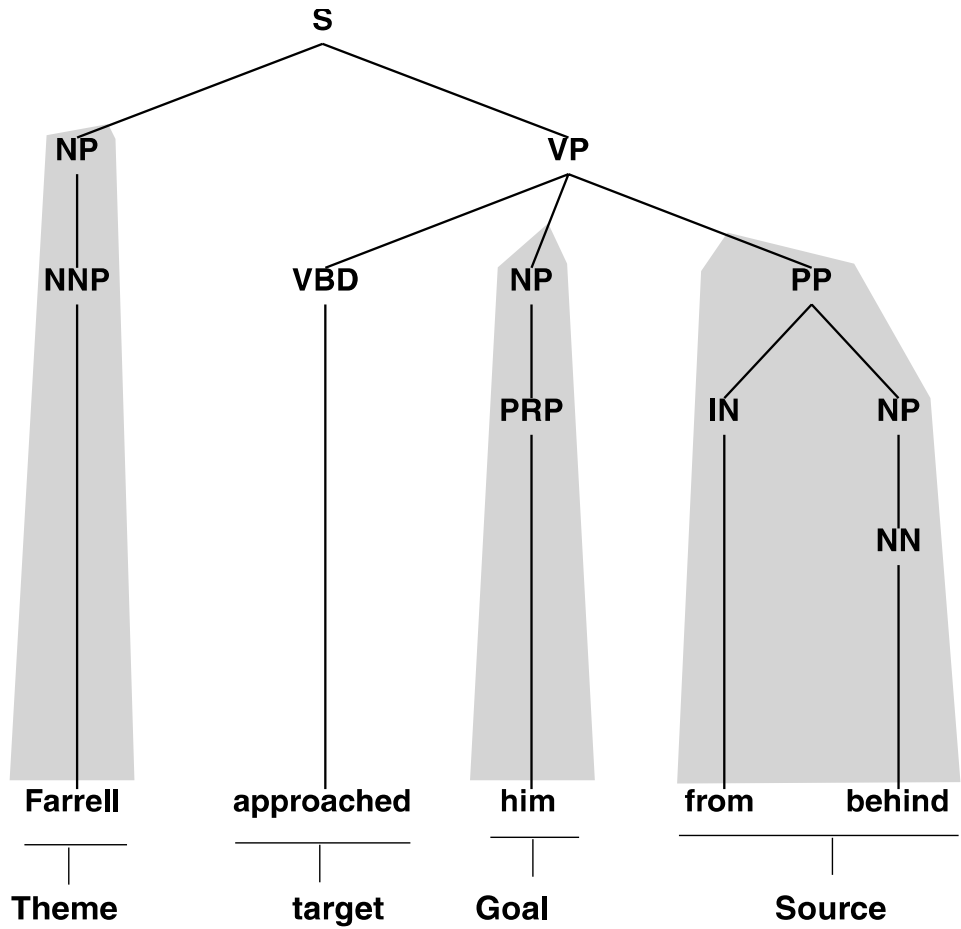 S
NP VP
NNP VBD NP PP
PRP IN NP
NN
Farrell approached him from behind
Theme target Goal Source